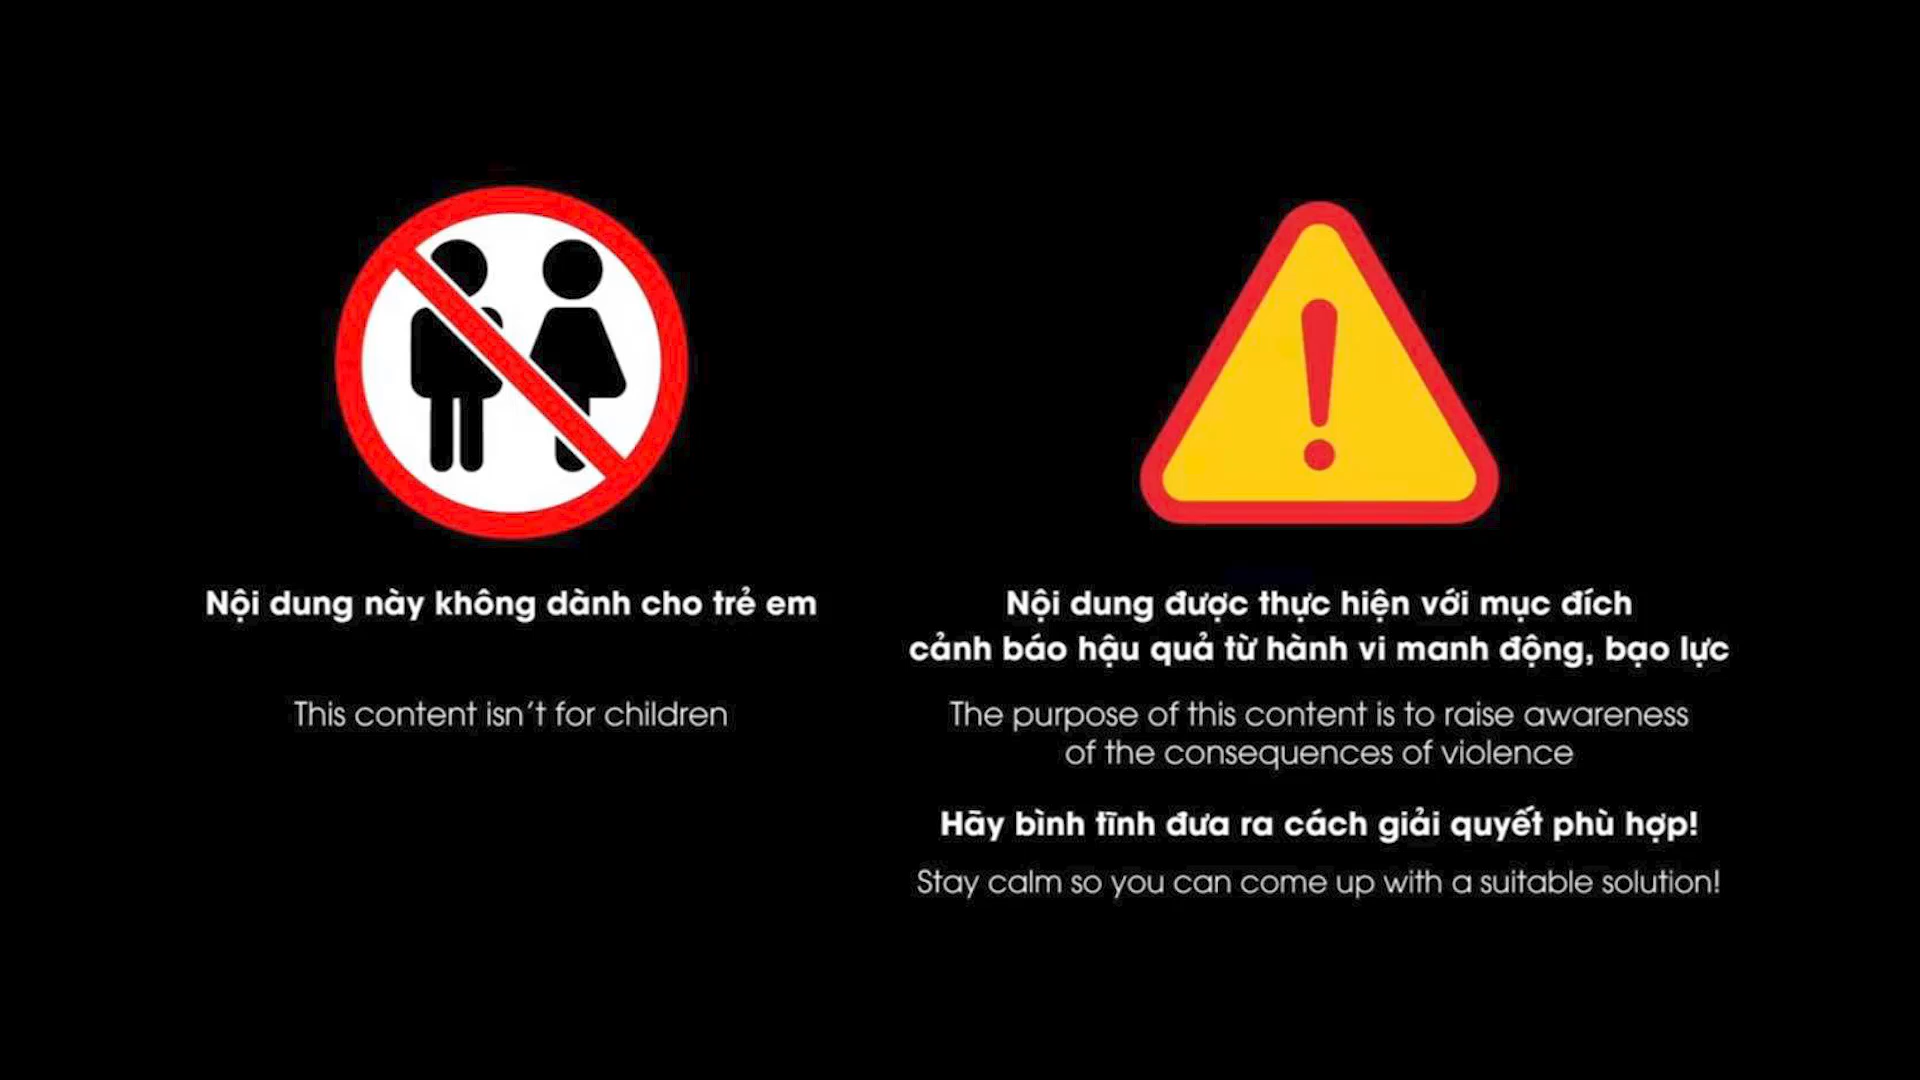 Nội dung này không dành cho trẻ em
This content isn't for children
Nội dung được thực hiện với mục đích
cảnh báo hậu quả từ hành vi manh động, bạo lực
The purpose of this content is to raise awareness
of the consequences of violence
Hãy bình tĩnh đưa ra cách giải quyết phù hợp!
Stay calm so you can come up with a suitable solution!